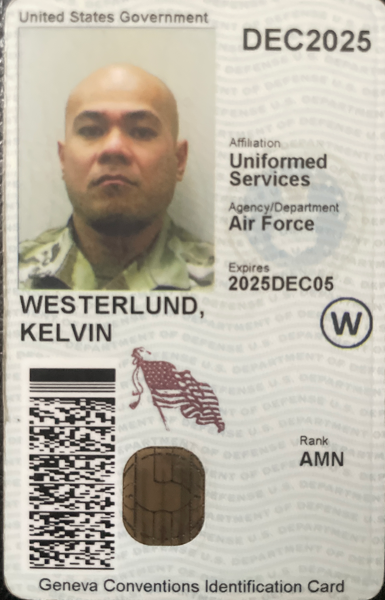 United States Government
DEC2025
Affiliation
Uniformed
Services
Agency/Department
Air Force
Expires
2025DEC05
WESTERLUND,
KELVIN
W
Rank
AMN
Geneva Conventions Identification Card